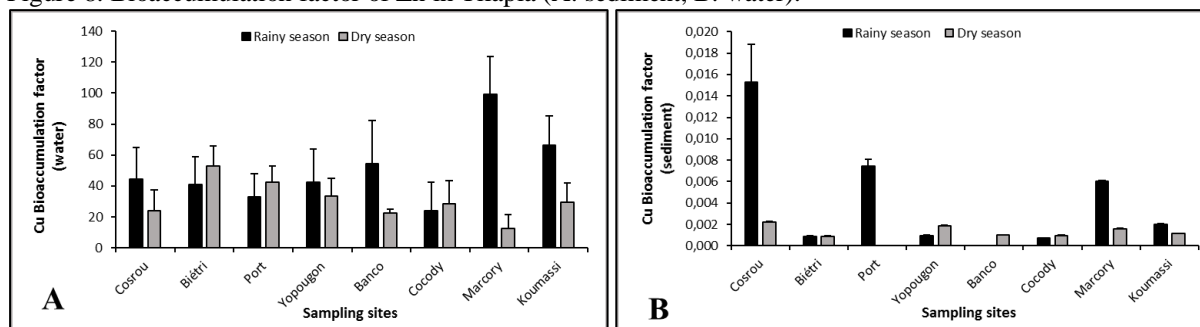 Figure 6: Bioaccumulation factor of Zn in Tilapia (A: sediment, B: water).
Cu Bioaccumulation factor
(water)
140
120
100
80
60
40
20
0
Rainy season Dry season
Cosrou Biétri Port Yopougon Banco Cocody Marcory Koumassi
Sampling sites
A
Cu Bioaccumulation factor
(sediment)
0,020
0,018
0,016
0,014
0,012
0,010
0,008
0,006
0,004
0,002
0,000
Rainy season Dry season
Cosrou Biétri Port Yopougon Banco Cocody Marcory Koumassi
Sampling sites
B